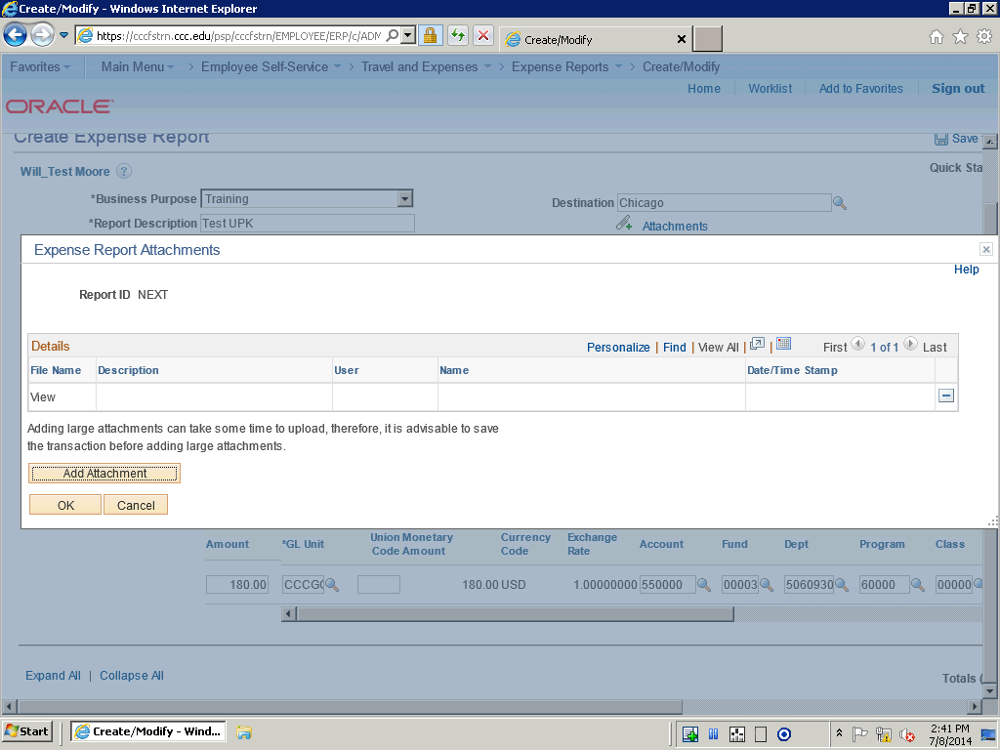 Create/Modify - Windows Internet Explorer
https://cccfstrn.ccc.edu/psp/cccfstrn/EMPLOYEE/ERP/c/ADM
Create/Modify
Favorites Main Menu > Employee Self-Service > Travel and Expenses > Expense Reports > Create/Modify
Home Worklist Add to Favorites Sign out
ORACLE
Create Expense Report
Save
Will_Test Moore ?
Quick Sta
*Business Purpose Training
Destination Chicago
*Report Description Test UPK
Attachments
Expense Report Attachments
Help
Report ID NEXT
Details
Personalize | Find | View All | | First 1 of 1 Last
File Name Description User Name Date/Time Stamp
View
Adding large attachments can take some time to upload, therefore, it is advisable to save
the transaction before adding large attachments.
Add Attachment
OK Cancel
Amount *GL Unit Union Monetary Code Amount Currency Code Exchange Rate Account Fund Dept Program Class
180.00 CCCG 180.00 USD 1.00000000 550000 00003 5060930 60000 00000
Expand All | Collapse All
Totals (
Start Create/Modify - Wind...
2:41 PM
7/8/2014